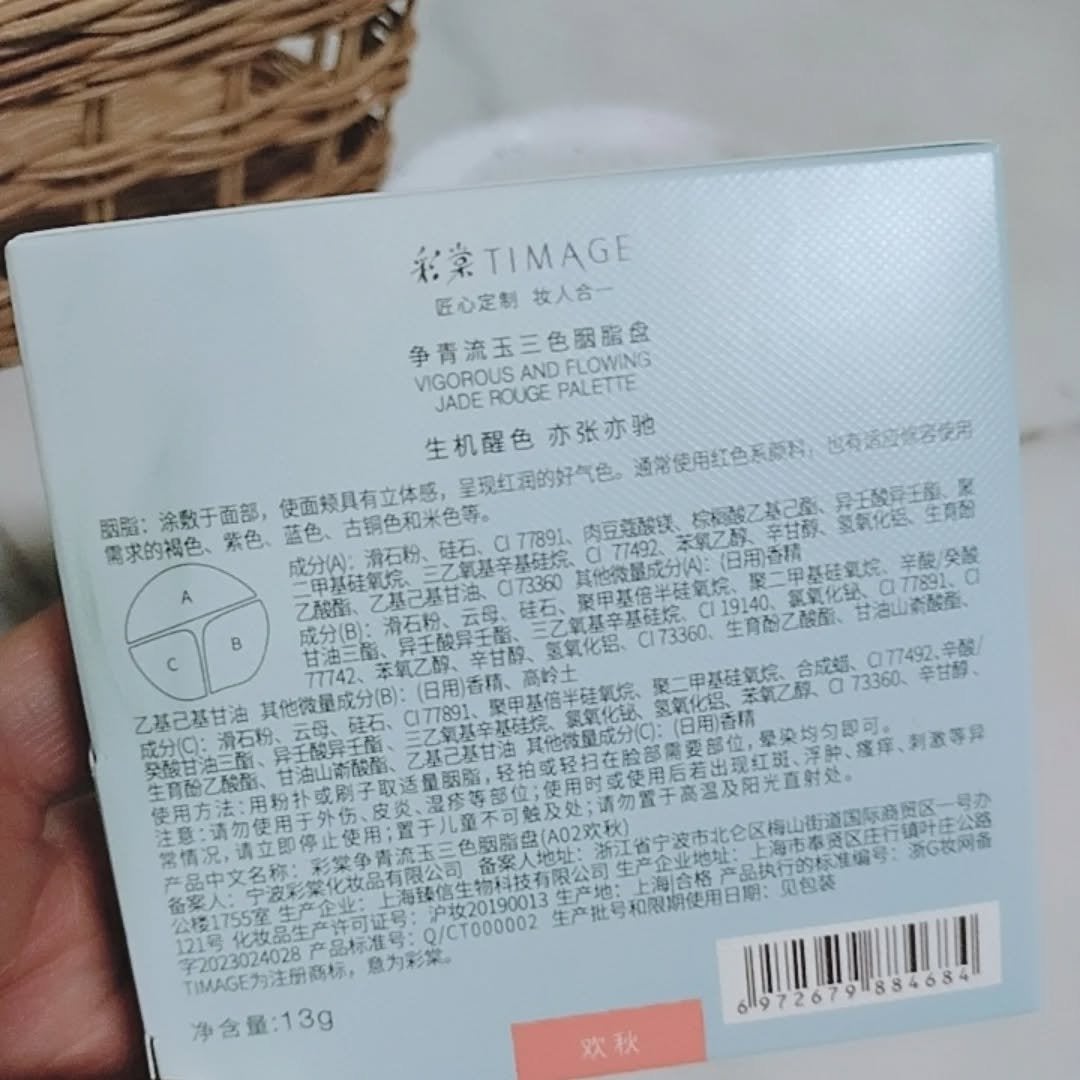 彩棠TIMAGE
匠心定制 妆人合一
争青流玉三色胭脂盘
VIGOROUS AND FLOWING
JADE ROUGE PALETTE
生机醒色 亦张亦驰
胭脂：涂敷于面部，使面颊具有立体感，呈现红润的好气色。通常使用红色系颜料，也有适应修容使用
需求的褐色、紫色、蓝色、古铜色和米色等。
A
B
C
成分(A)：滑石粉、硅石、CI 77891、肉豆蔻酸镁、棕榈酸乙基己酯、异壬酸异壬酯、聚
二甲基硅氧烷、三乙氧基辛基硅烷、CI 77492、苯氧乙醇、辛甘醇、氢氧化铝、生育酚
乙酸酯、乙基己基甘油、CI 73360 其他微量成分(A)：(日用)香精
成分(B)：滑石粉、云母、硅石、聚甲基倍半硅氧烷、聚二甲基硅氧烷、辛酸/癸酸
甘油三酯、异壬酸异壬酯、三乙氧基辛基硅烷、CI 19140、氯氧化铋、CI 77891、CI
77742、苯氧乙醇、辛甘醇、氢氧化铝、CI 73360、生育酚乙酸酯、甘油山嵛酸酯、
乙基己基甘油 其他微量成分(B)：(日用)香精、高岭土
成分(C)：滑石粉、云母、硅石、CI 77891、聚甲基倍半硅氧烷、聚二甲基硅氧烷、合成蜡、CI 77492、辛酸/
癸酸甘油三酯、异壬酸异壬酯、三乙氧基辛基硅烷、氯氧化铋、氢氧化铝、苯氧乙醇、CI 73360、辛甘醇、
生育酚乙酸酯、甘油山嵛酸酯、乙基己基甘油 其他微量成分(C)：(日用)香精
使用方法：用粉扑或刷子取适量胭脂，轻拍或轻扫在脸部需要部位，晕染均匀即可。
注意：请勿使用于外伤、皮炎、湿疹等部位；使用时或使用后若出现红斑、浮肿、瘙痒、刺激等异
常情况，请立即停止使用；置于儿童不可触及处；请勿置于高温及阳光直射处。
产品中文名称：彩棠争青流玉三色胭脂盘(A02欢秋)
备案人：宁波彩棠化妆品有限公司 备案人地址：浙江省宁波市北仑区梅山街道国际商贸区一号办
公楼1755室 生产企业：上海臻信生物科技有限公司 生产企业地址：上海市奉贤区庄行镇叶庄公路
121号 化妆品生产许可证号：沪妆20190013 生产地：上海|合格 产品执行的标准编号：浙G妆网备
字2023024028 产品标准号：Q/CT000002 生产批号和限期使用日期：见包装
TIMAGE为注册商标，意为彩棠。
净含量:13g
6 972679 884684
欢秋